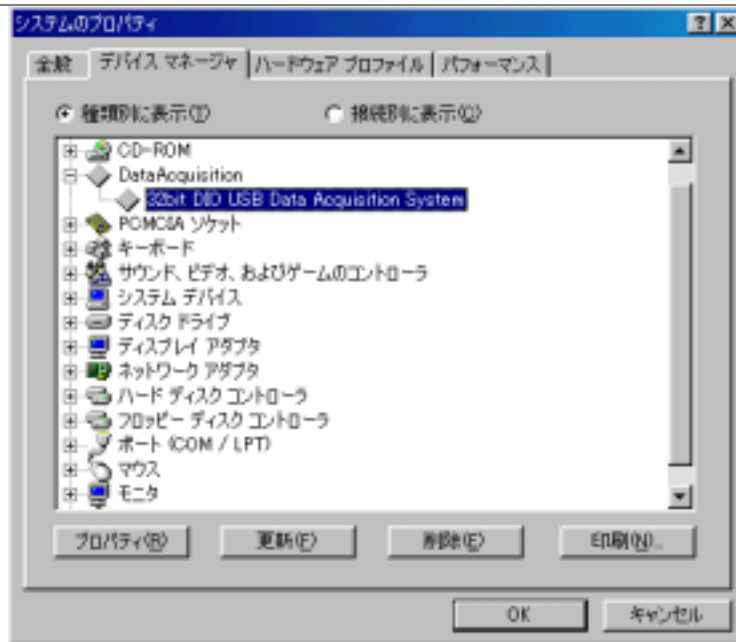 システムのプロパティ
全般 デバイス マネージャ ハードウェア プロファイル パフォーマンス
種類別に表示(T) 接続別に表示(C)
CD-ROM
DataAcquisition
32bit DIO USB Data Acquisition System
PCMCIA ソケット
キーボード
サウンド、ビデオ、およびゲームのコントローラ
システム デバイス
ディスク ドライブ
ディスプレイ アダプタ
ネットワーク アダプタ
ハード ディスク コントローラ
フロッピー ディスク コントローラ
ポート (COM / LPT)
マウス
モニタ
プロパティ(R) 更新(F) 削除(E) 印刷(N)...
OK キャンセル